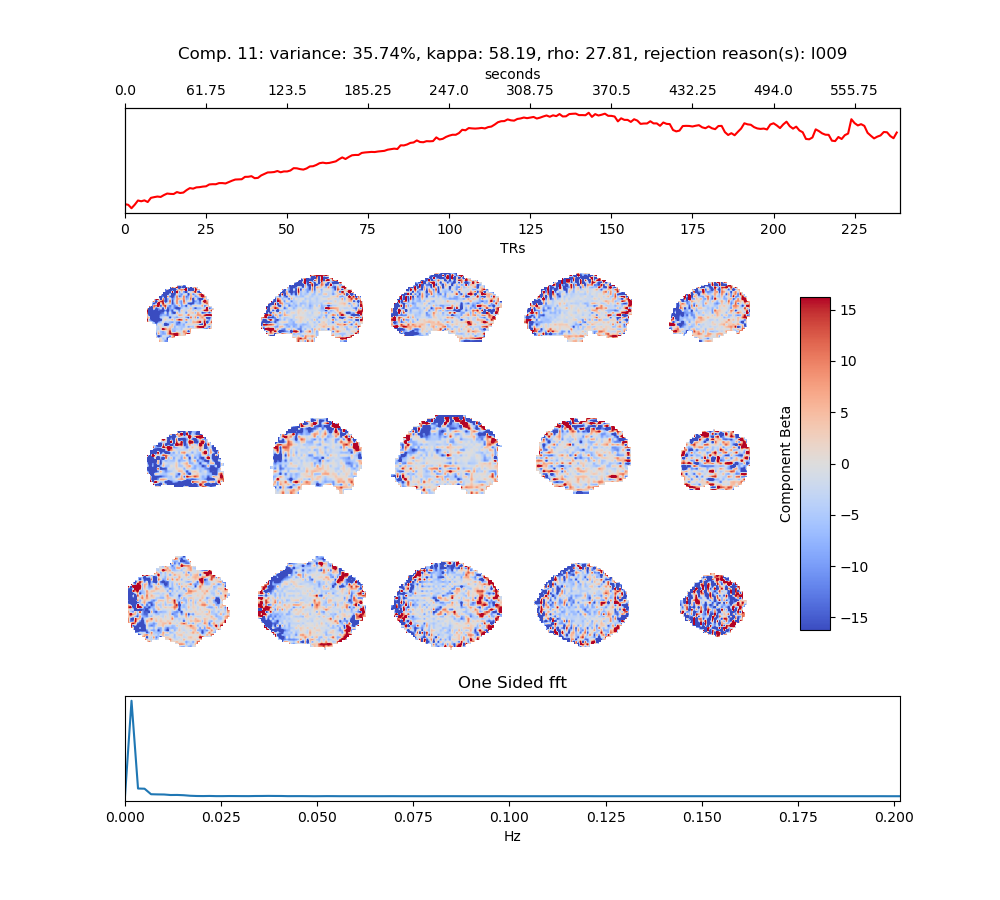 Comp. 11: variance: 35.74%, kappa: 58.19, rho: 27.81, rejection reason(s): I009
seconds
0.0 61.75 123.5 185.25 247.0 308.75 370.5 432.25 494.0 555.75
0 25 50 75 100 125 150 175 200 225
TRs
15
10
5
0
−5
−10
−15
Component Beta
One Sided fft
0.000 0.025 0.050 0.075 0.100 0.125 0.150 0.175 0.200
Hz